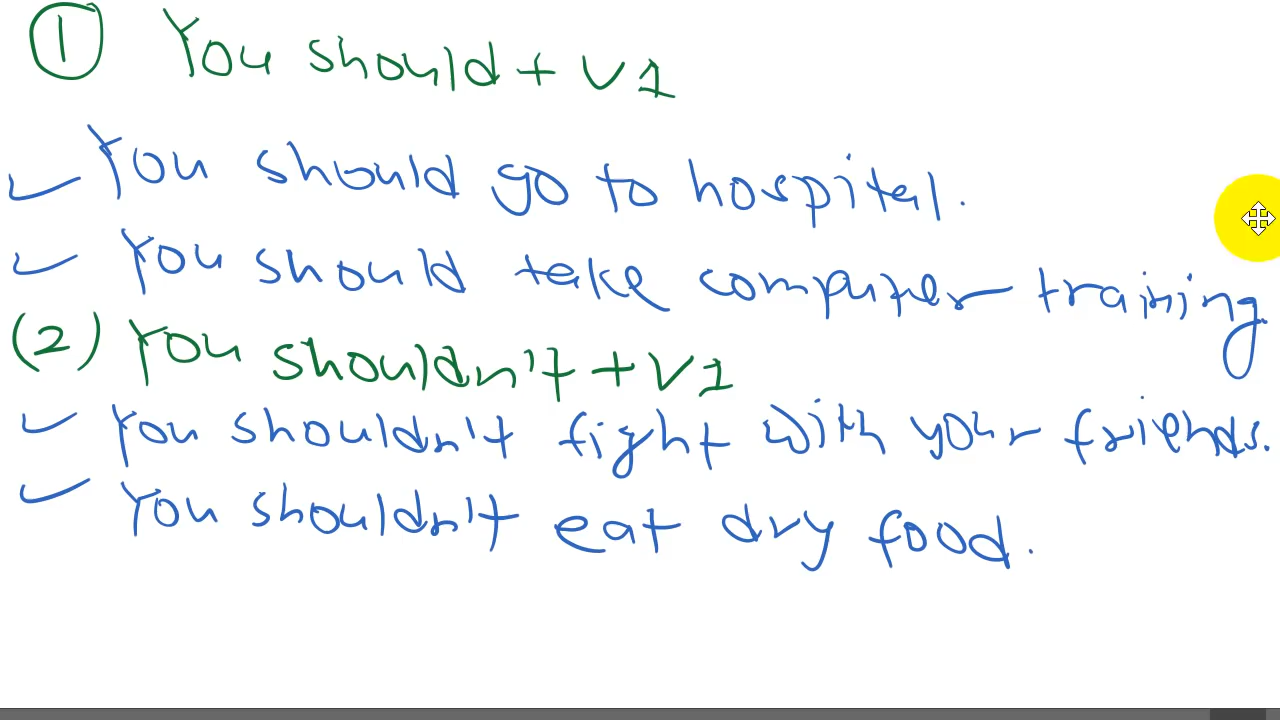 ① You should + V1
You should go to hospital.
You should take computer training.
(2) You shouldn't + V1
You shouldn't fight with your friends.
You shouldn't eat dry food.